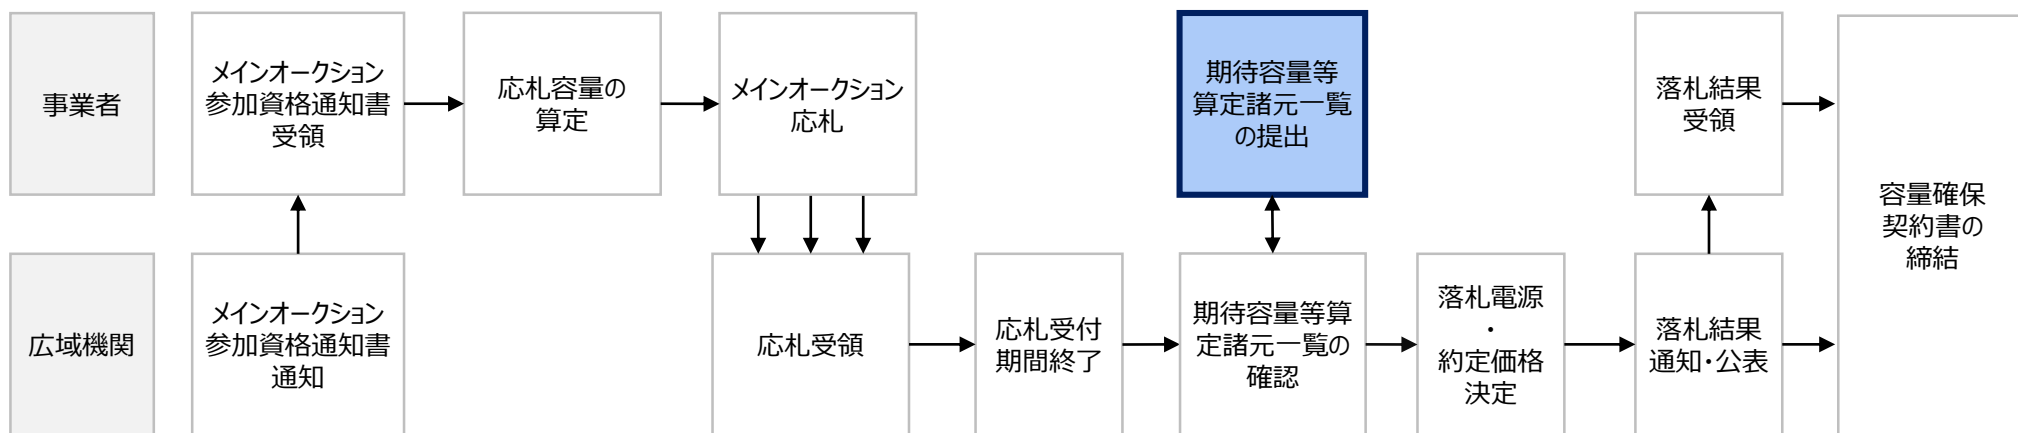 事業者
メインオークション
参加資格通知書
受領
応札容量の
算定
メインオークション
応札
期待容量等
算定諸元一覧
の提出
落札結果
受領
容量確保
契約書の
締結
広域機関
メインオークション
参加資格通知書
通知
応札受領
応札受付
期間終了
期待容量等算
定諸元一覧の
確認
落札電源
・
約定価格
決定
落札結果
通知・公表